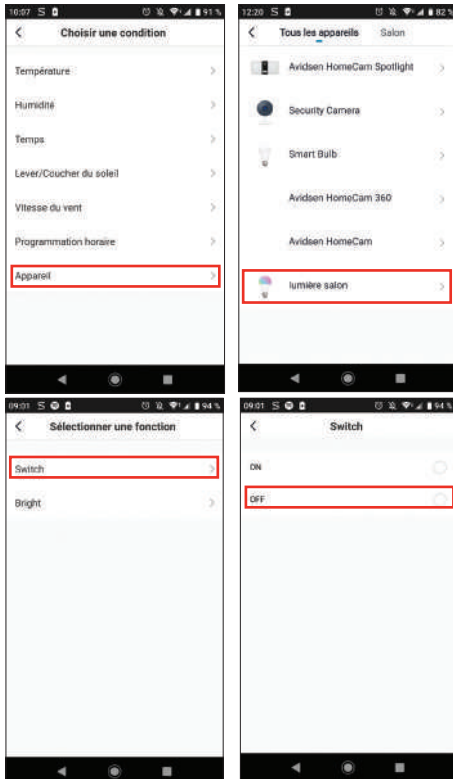 10:07 S 91 %
Choisir une condition
Température
Humidité
Temps
Lever/Coucher du soleil
Vitesse du vent
Programmation horaire
Appareil
12:20 S 82 %
Tous les appareils Salon
Avidsen HomeCam Spotlight
Security Camera
Smart Bulb
Avidsen HomeCam 360
Avidsen HomeCam
lumière salon
09:01 S 94 %
Sélectionner une fonction
Switch
Bright
09:01 S 94 %
Switch
ON
OFF